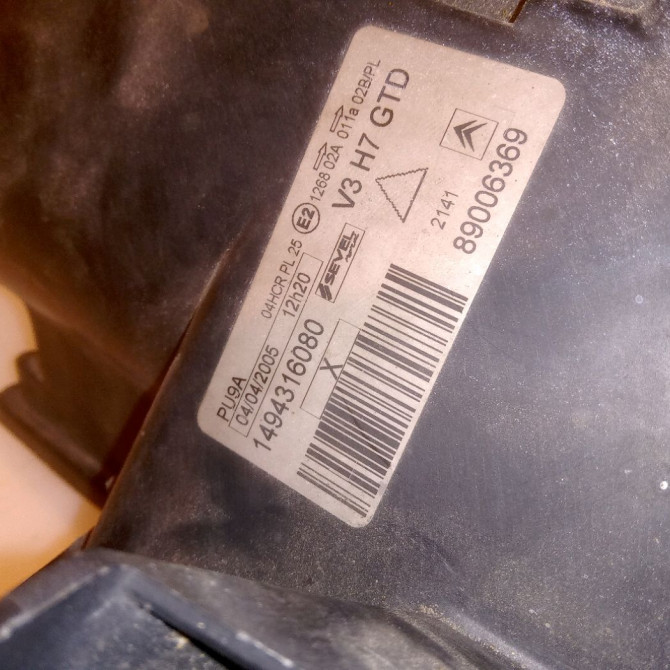 04HCR PL 25 E2 1268 02A 011a 02B/PL
PU9A
04/04/2005 12h20 SEVEL V3 H7 GTD
1494316080
X
2141
89006369